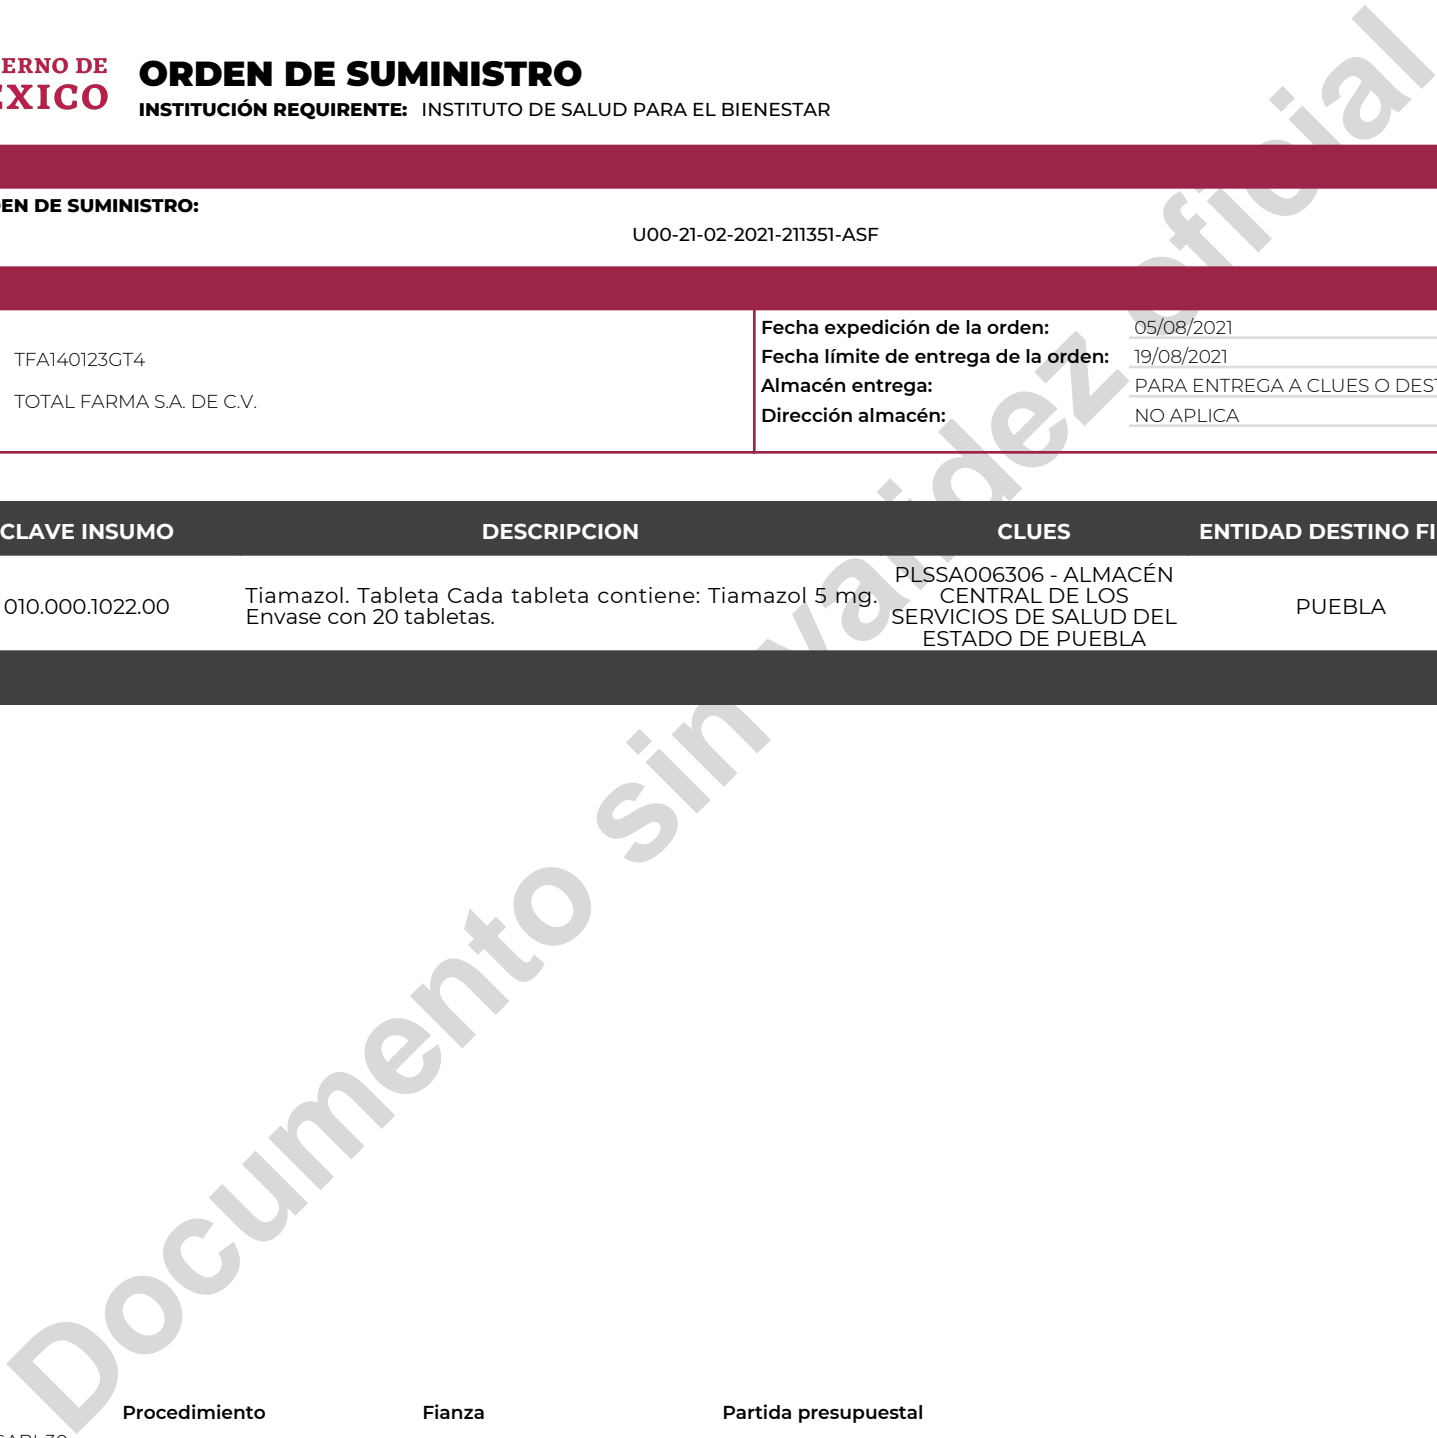 ERNO DE
ÉXICO
ORDEN DE SUMINISTRO
INSTITUCIÓN REQUIRENTE: INSTITUTO DE SALUD PARA EL BIENESTAR
EN DE SUMINISTRO:
U00-21-02-2021-211351-ASF
TFA140123GT4
TOTAL FARMA S.A. DE C.V.
Fecha expedición de la orden: 05/08/2021
Fecha límite de entrega de la orden: 19/08/2021
Almacén entrega: PARA ENTREGA A CLUES O DEST
Dirección almacén: NO APLICA
CLAVE INSUMO DESCRIPCION CLUES ENTIDAD DESTINO FI
010.000.1022.00
Tiamazol. Tableta Cada tableta contiene: Tiamazol 5 mg.
Envase con 20 tabletas.
PLSSA006306 - ALMACÉN
CENTRAL DE LOS
SERVICIOS DE SALUD DEL
ESTADO DE PUEBLA
PUEBLA
Documento sin validez oficial
Procedimiento Fianza Partida presupuestal